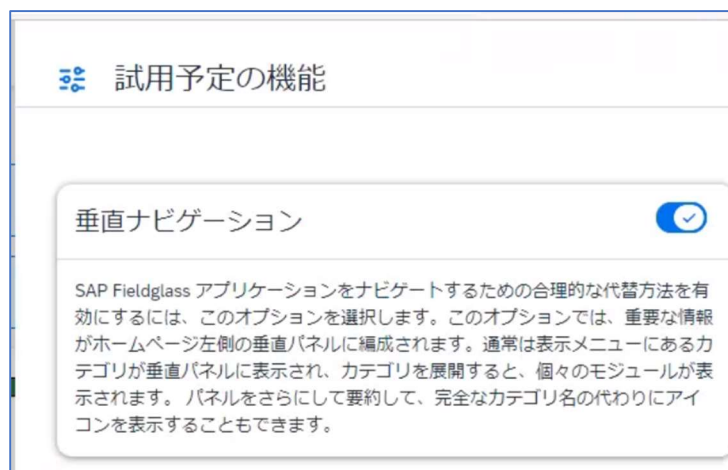 試用予定の機能
垂直ナビゲーション
SAP Fieldglass アプリケーションをナビゲートするための合理的な代替方法を有
効にするには、このオプションを選択します。このオプションでは、重要な情報
がホームページ左側の垂直パネルに編成されます。通常は表示メニューにあるカ
テゴリが垂直パネルに表示され、カテゴリを展開すると、個々のモジュールが表
示されます。 パネルをさらにして要約して、完全なカテゴリ名の代わりにアイ
コンを表示することもできます。